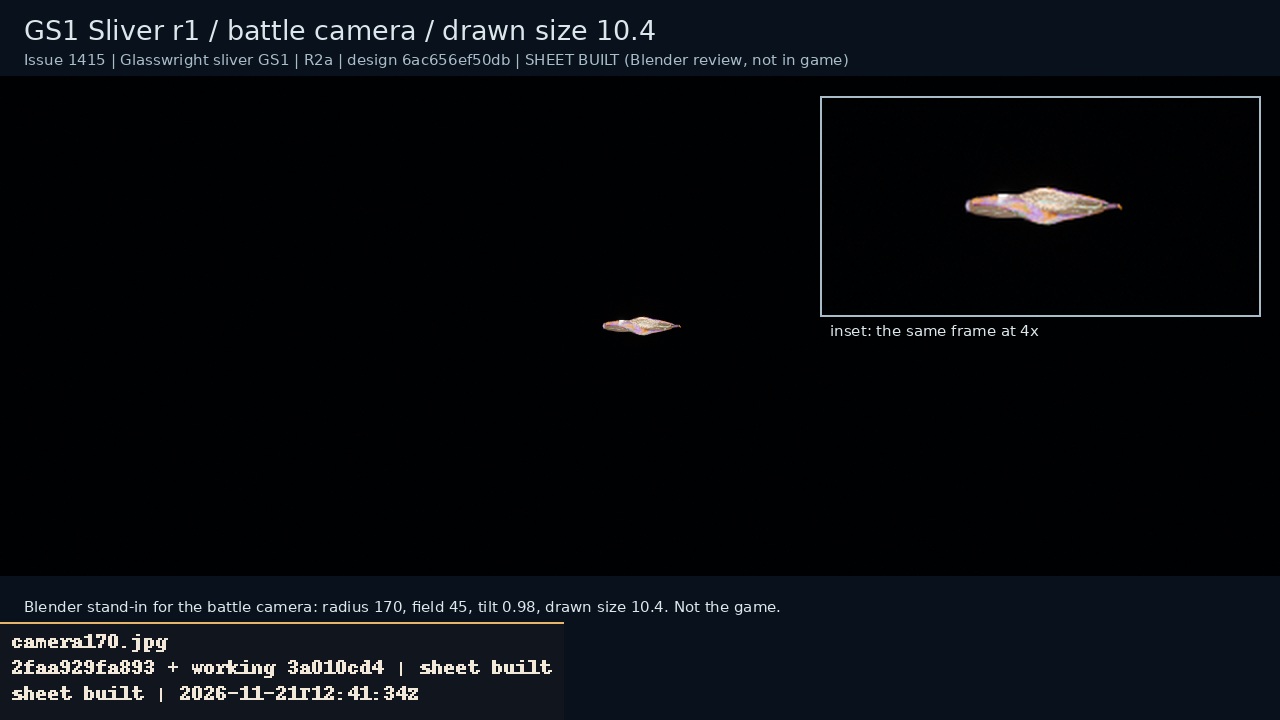 GS1 Sliver r1 / battle camera / drawn size 10.4
Issue 1415 | Glasswright sliver GS1 | R2a | design 6ac656ef50db | SHEET BUILT (Blender review, not in game)
inset: the same frame at 4x
Blender stand-in for the battle camera: radius 170, field 45, tilt 0.98, drawn size 10.4. Not the game.
camera170.jpg
2faa929fa893 + working 3a010cd4 | sheet built
sheet built | 2026-11-21T12:41:34Z